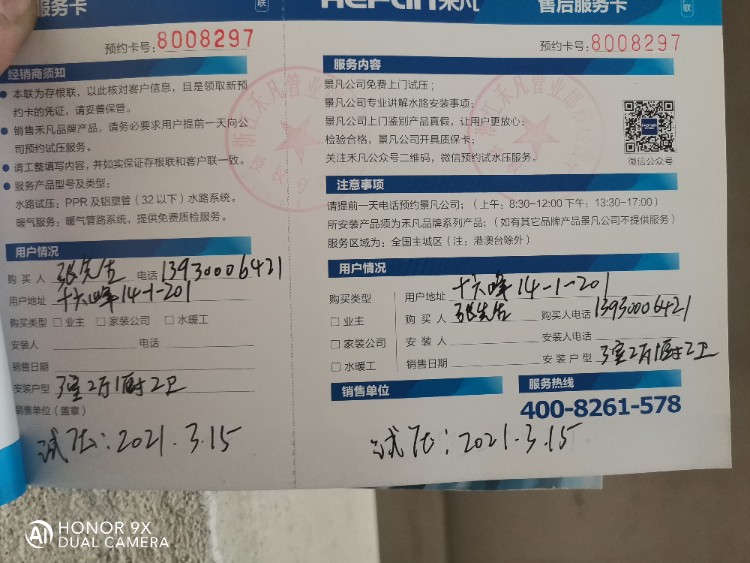 服务卡
预约卡号:8008297
经销商须知
本联为存根联,以此核对客户信息,且是领取新预
约卡的凭证,请妥善保管。
销售禾凡品牌产品,请务必要求用户提前一天向公
司预约试压服务。
请工整填写内容,并如实保证存根联和客户联一致。
服务产品型号及类型:
水路试压:PPR及铝塑管(32以下)水路系统。
暖气服务:暖气管路系统,提供免费质检服务。
用户情况
购买人 张先生 电话 13930006421
用户地址 十六峰14-1-201
购买类型 □ 业主 □ 家装公司 □ 水暖工
安装人 电话
销售日期
安装户型 3室2厅1厨2卫
销售单位(盖章)
试压:2021.3.15
HEFAN禾凡
售后服务卡
联
预约卡号:8008297
服务内容
景凡公司免费上门试压;
景凡公司专业讲解水路安装事项;
景凡公司上门鉴别产品真假,让用户更放心;
检验合格,景凡公司开具质保卡;
关注禾凡公众号二维码,微信预约试水压服务。
微信公众号
注意事项
请提前一天电话预约景凡公司;(上午:8:30-12:00 下午:13:30-17:00)
所安装产品须为禾凡品牌系列产品;(如有其它品牌产品景凡公司不提供服务)
服务区域为:全国主城区(注:港澳台除外)
用户情况
购买类型
□ 业主
□ 家装公司
□ 水暖工
用户地址 十六峰14-1-201
购买人 张先生 购买人电话 13930006421
安装人 安装人电话
销售日期 安装户型 3室2厅1厨2卫
销售单位
服务热线
400-8261-578
试压:2021.3.15
HONOR 9X
AI DUAL CAMERA